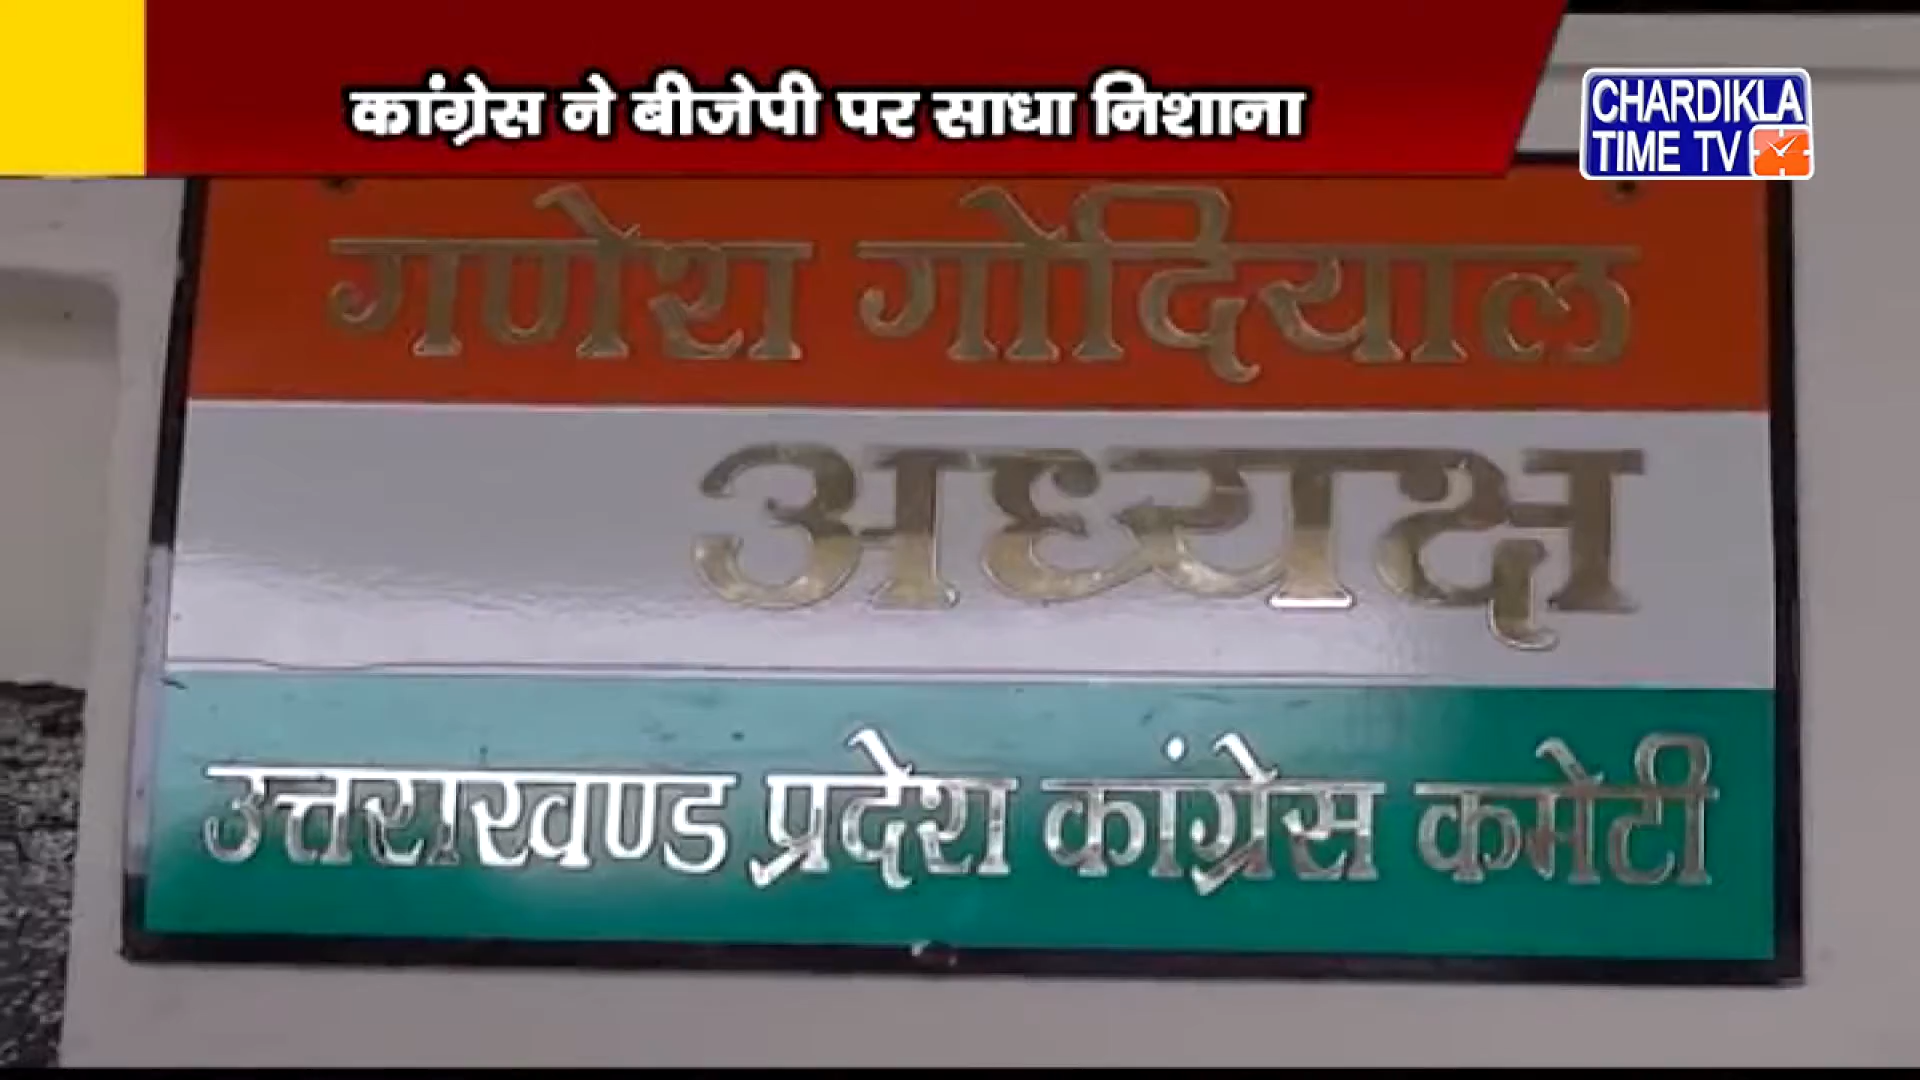 कांग्रेस ने बीजेपी पर साधा निशाना
CHARDIKLA
TIME TV
गणेश गोदियाल
अध्यक्ष
उत्तराखण्ड प्रदेश कांग्रेस कमेटी